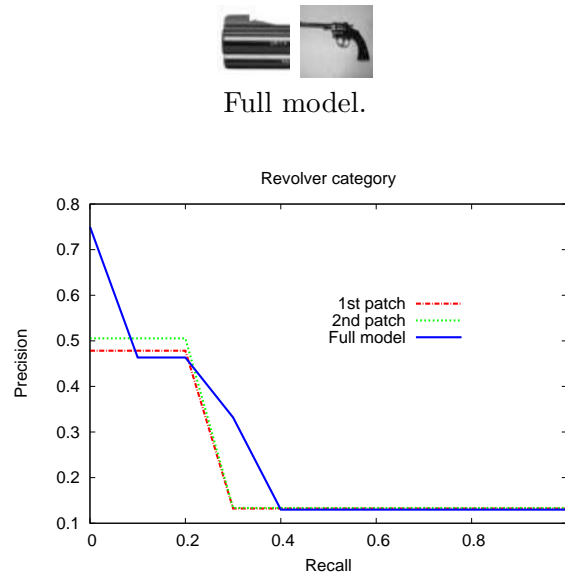 Full model.
Revolver category
0.8
0.7
0.6
0.5
0.4
0.3
0.2
0.1
Precision
1st patch
2nd patch
Full model
0 0.2 0.4 0.6 0.8
Recall